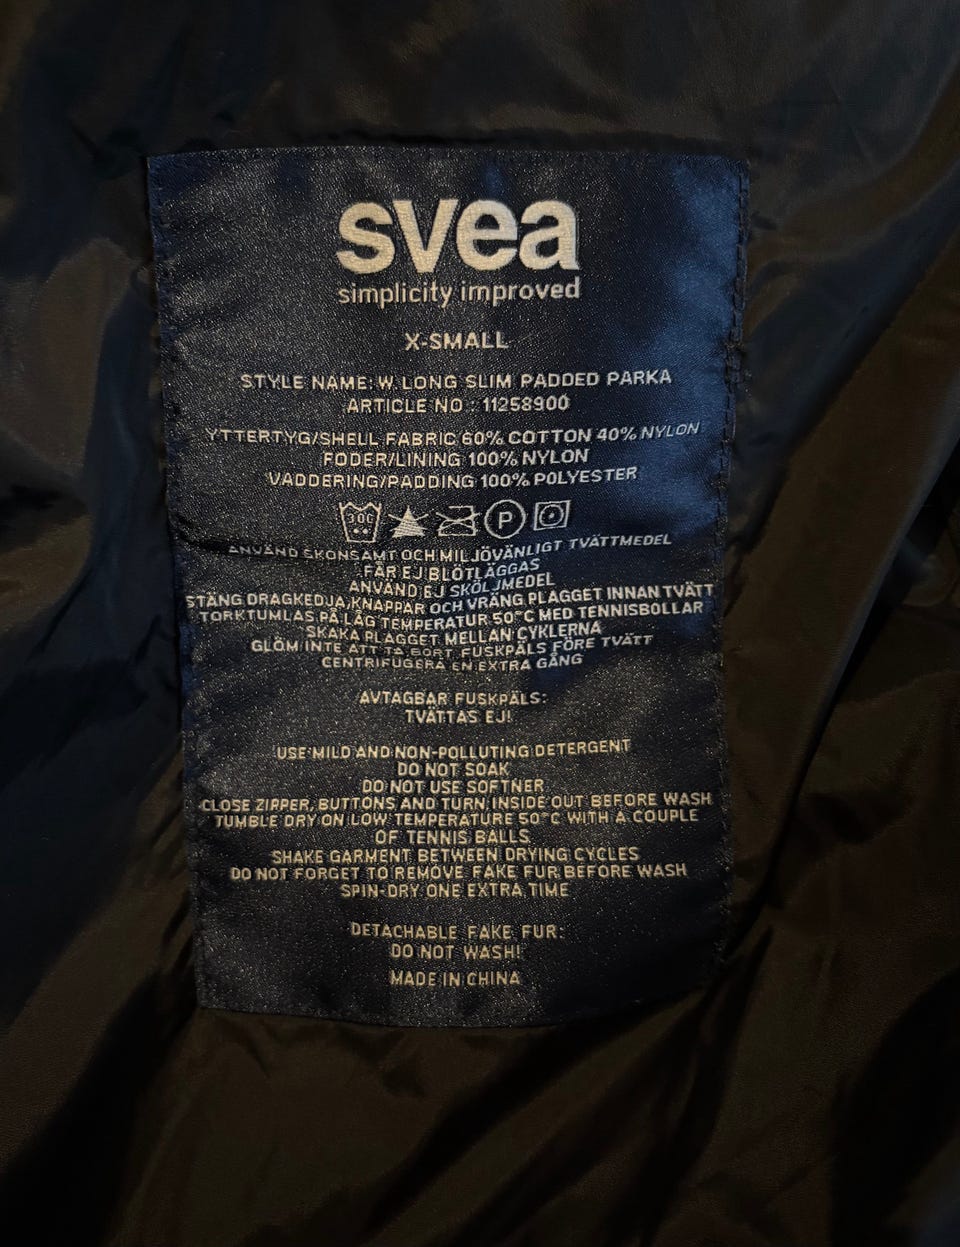 svea
simplicity improved
X-SMALL
STYLE NAME: W LONG SLIM PADDED PARKA
ARTICLE NO : 11258900
YTTERTYG/SHELL FABRIC 60% COTTON 40% NYLON
FODER/LINING 100% NYLON
VADDERING/PADDING 100% POLYESTER
30C P
ANVÄND SKONSAMT OCH MILJÖVÄNLIGT TVÄTTMEDEL
FÅR EJ BLÖTLÄGGAS
ANVÄND EJ SKÖLJMEDEL
STÄNG DRAGKEDJA, KNAPPAR OCH VRÄNG PLAGGET INNAN TVÄTT
TORKTUMLAS PÅ LÅG TEMPERATUR 50°C MED TENNISBOLLAR
SKAKA PLAGGET MELLAN CYKLERNA
GLÖM INTE ATT TA BORT FUSKPÄLS FÖRE TVÄTT
CENTRIFUGERA EN EXTRA GÅNG
AVTAGBAR FUSKPÄLS:
TVÄTTAS EJ!
USE MILD AND NON-POLLUTING DETERGENT
DO NOT SOAK
DO NOT USE SOFTNER
CLOSE ZIPPER, BUTTONS AND TURN INSIDE OUT BEFORE WASH
TUMBLE DRY ON LOW TEMPERATURE 50°C WITH A COUPLE
OF TENNIS BALLS
SHAKE GARMENT BETWEEN DRYING CYCLES
DO NOT FORGET TO REMOVE FAKE FUR BEFORE WASH
SPIN-DRY ONE EXTRA TIME
DETACHABLE FAKE FUR:
DO NOT WASH!
MADE IN CHINA